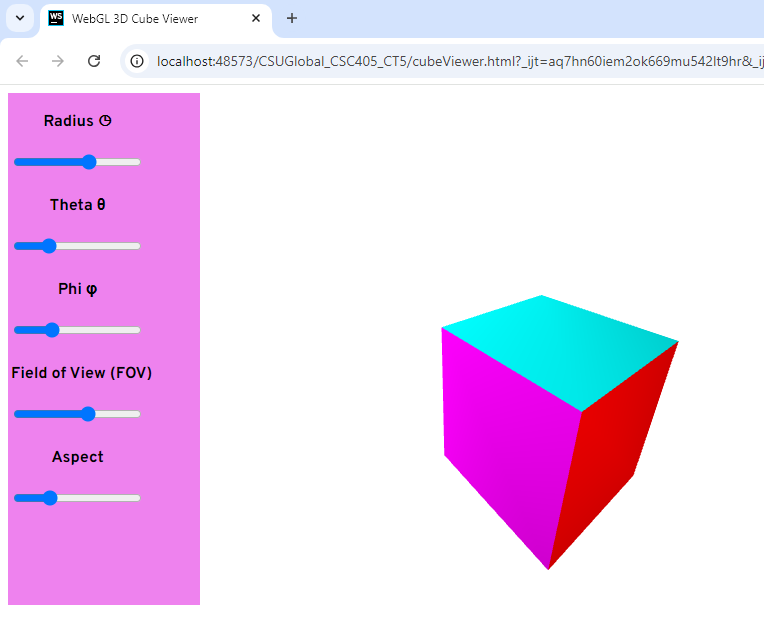 WS
WebGL 3D Cube Viewer
localhost:48573/CSUGlobal_CSC405_CT5/cubeViewer.html?_ijt=aq7hn60iem2ok669mu542lt9hr&_ij
Radius ◷
Theta θ
Phi φ
Field of View (FOV)
Aspect